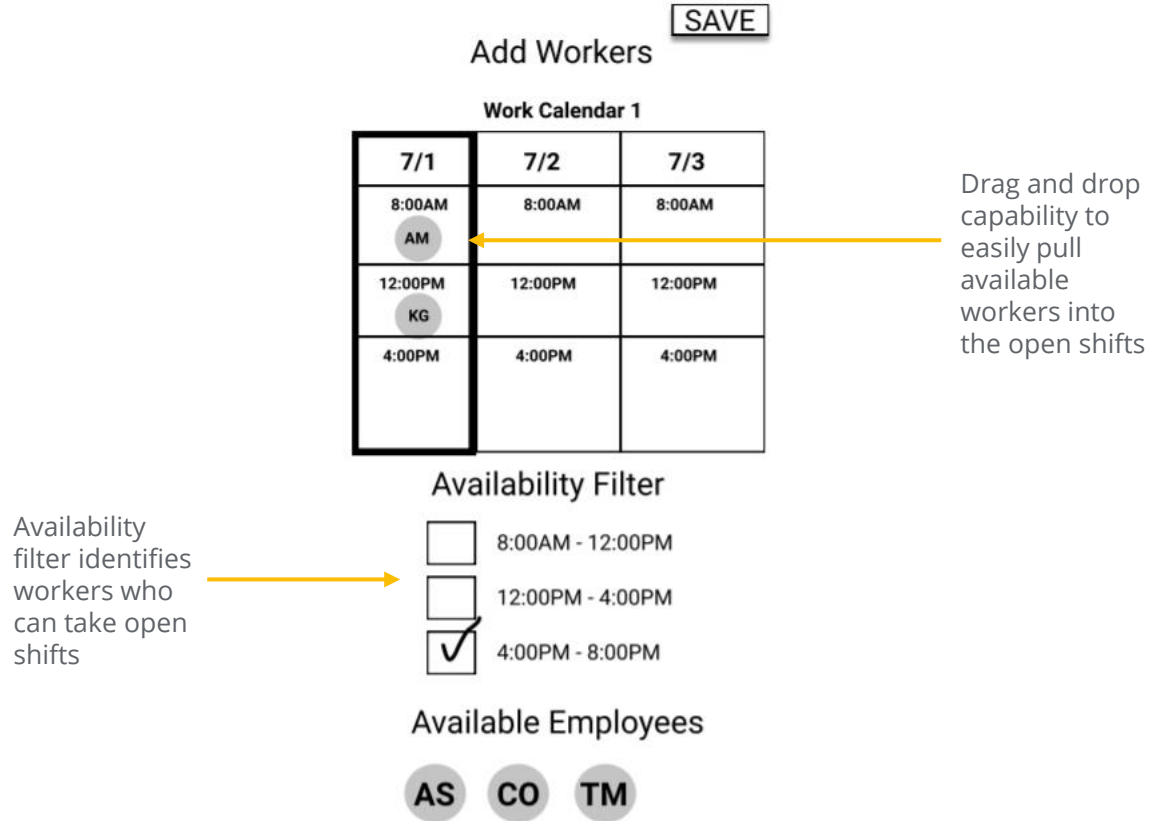 SAVE
Add Workers
Work Calendar 1
7/1 7/2 7/3
8:00AM 8:00AM 8:00AM
AM
12:00PM 12:00PM 12:00PM
KG
4:00PM 4:00PM 4:00PM
Drag and drop
capability to
easily pull
available
workers into
the open shifts
Availability Filter
8:00AM - 12:00PM
12:00PM - 4:00PM
4:00PM - 8:00PM
Availability
filter identifies
workers who
can take open
shifts
Available Employees
AS CO TM